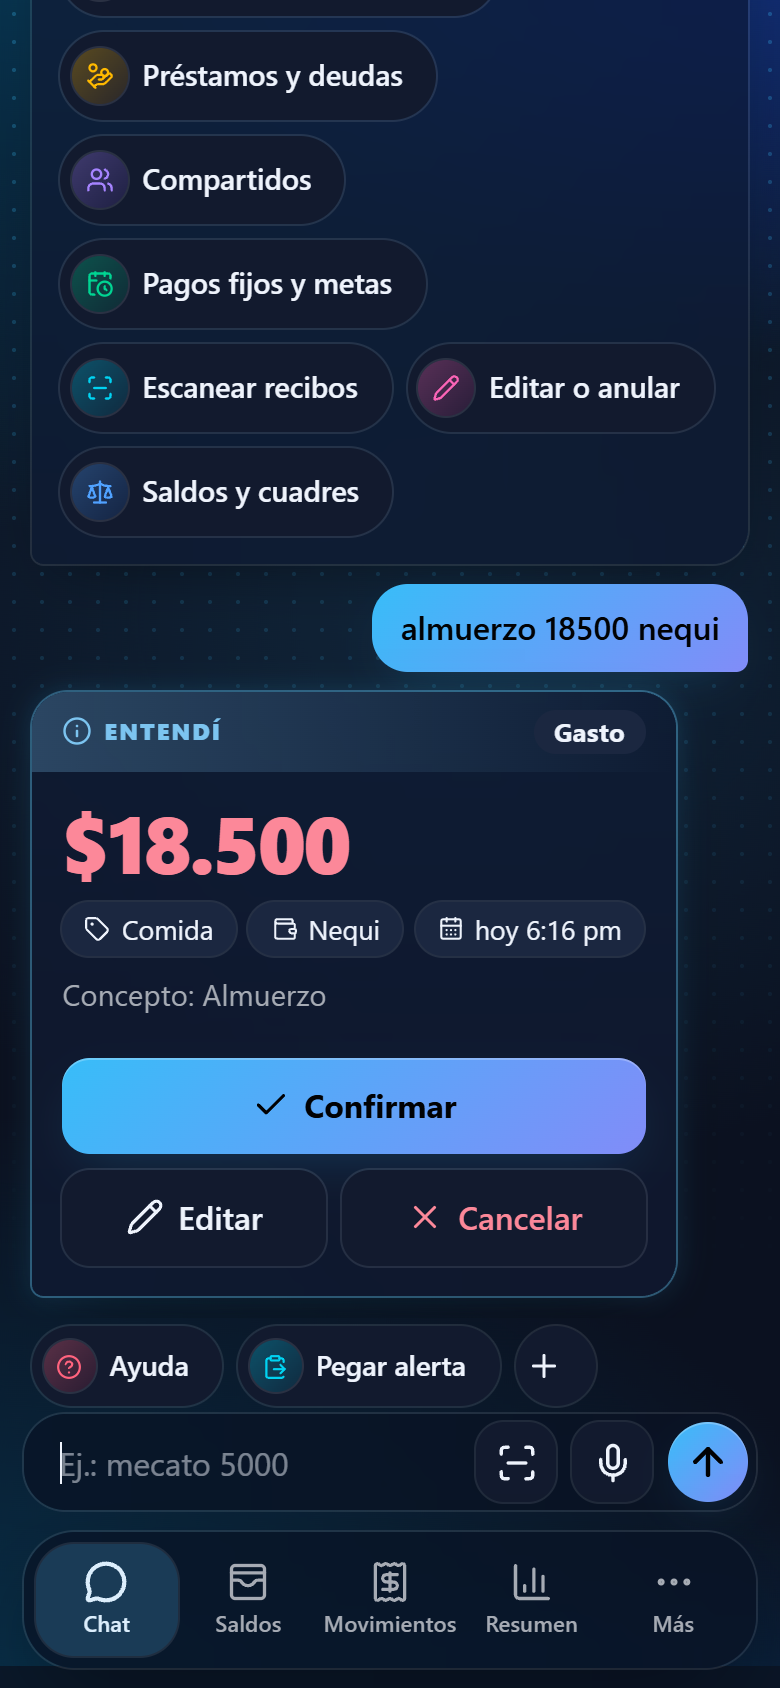 Préstamos y deudas
Compartidos
Pagos fijos y metas
Escanear recibos
Editar o anular
Saldos y cuadres
almuerzo 18500 nequi
ENTENDÍ
Gasto
$18.500
Comida
Nequi
hoy 6:16 pm
Concepto: Almuerzo
Confirmar
Editar
Cancelar
Ayuda
Pegar alerta
Ej.: mecato 5000
Chat
Saldos
Movimientos
Resumen
Más